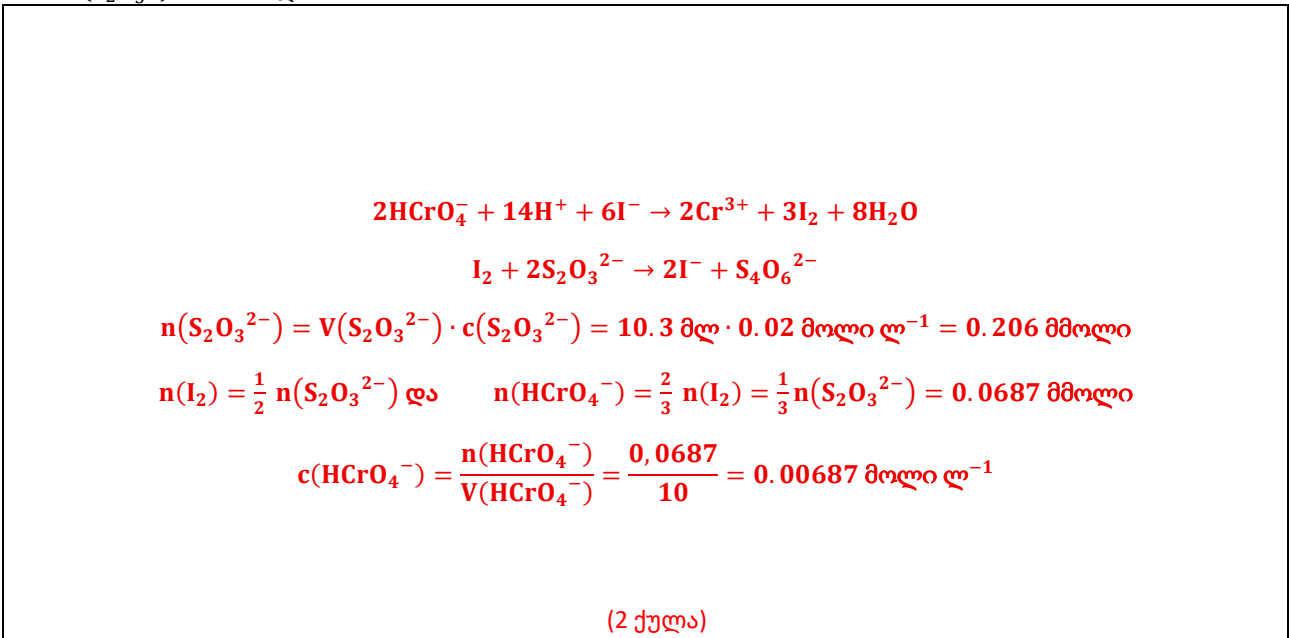 2HCrO₄⁻ + 14H⁺ + 6I⁻ → 2Cr³⁺ + 3I₂ + 8H₂O
I₂ + 2S₂O₃²⁻ → 2I⁻ + S₄O₆²⁻
n(S₂O₃²⁻) = V(S₂O₃²⁻) · c(S₂O₃²⁻) = 10.3 მლ · 0.02 მოლი ლ⁻¹ = 0.206 მმოლი
n(I₂) = 1/2 n(S₂O₃²⁻) და n(HCrO₄⁻) = 2/3 n(I₂) = 1/3 n(S₂O₃²⁻) = 0.0687 მმოლი
c(HCrO₄⁻) = n(HCrO₄⁻)/V(HCrO₄⁻) = 0,0687/10 = 0.00687 მოლი ლ⁻¹
(2 ქულა)